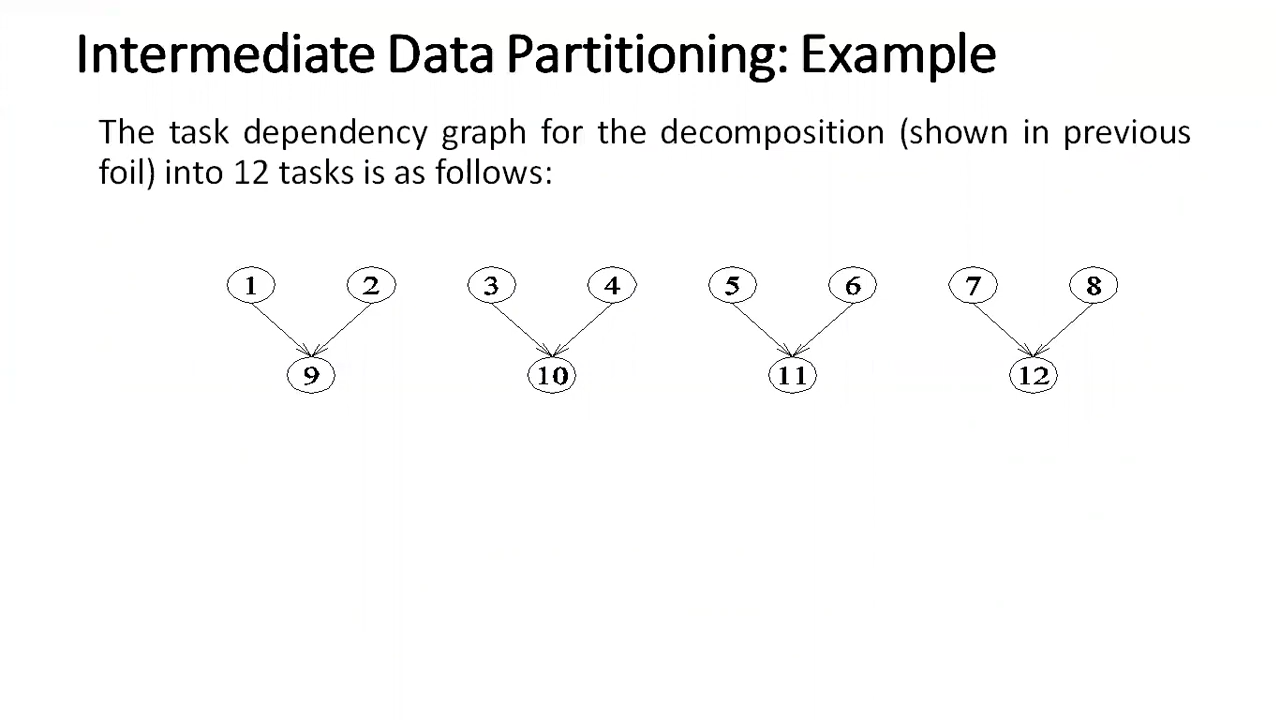 Intermediate Data Partitioning: Example
The task dependency graph for the decomposition (shown in previous
foil) into 12 tasks is as follows:
1 2 3 4 5 6 7 8
9 10 11 12